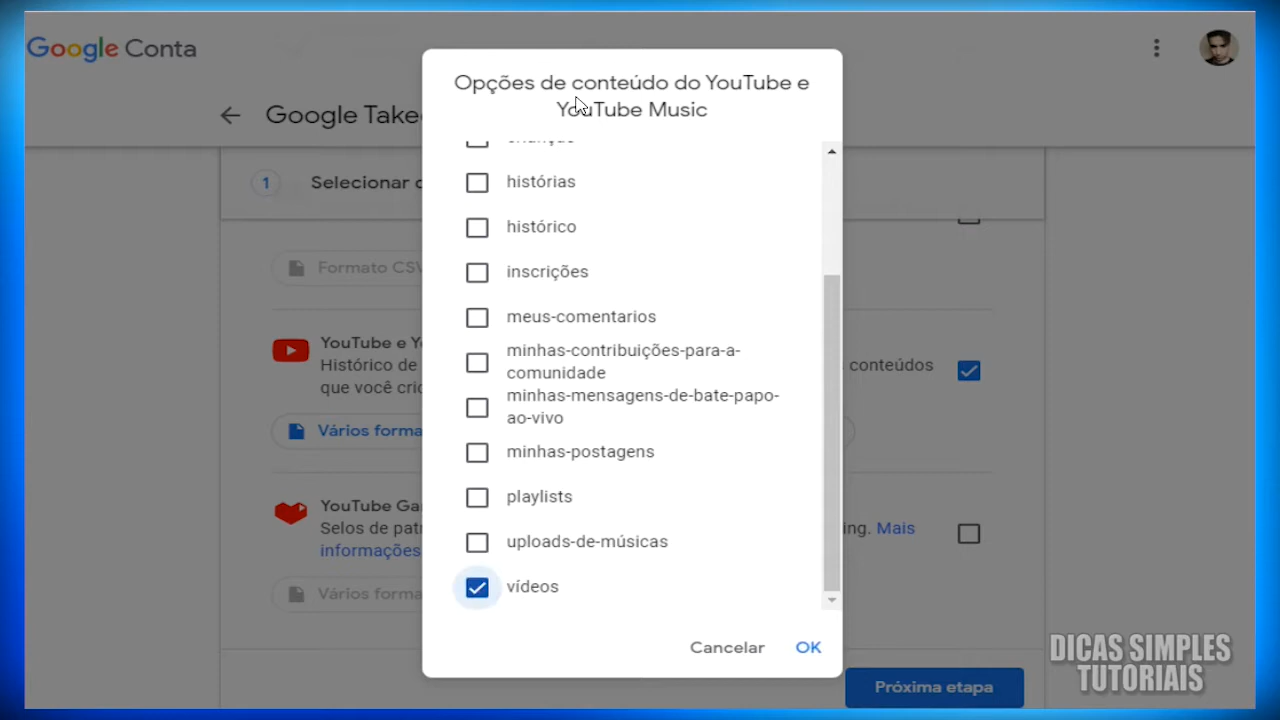 Google Conta
Opções de conteúdo do YouTube e
YouTube Music
Google Take
1
Selecionar
histórias
histórico
inscrições
meus-comentarios
minhas-contribuições-para-a-
comunidade
minhas-mensagens-de-bate-papo-
ao-vivo
minhas-postagens
playlists
uploads-de-músicas
vídeos
Cancelar
OK
Formato CSV
YouTube e Y
Histórico de
que você cri
conteúdos
Vários forma
YouTube Ga
Selos de pat
ing. Mais
informações
Vários forma
Próxima etapa
DICAS SIMPLES
TUTORIAIS